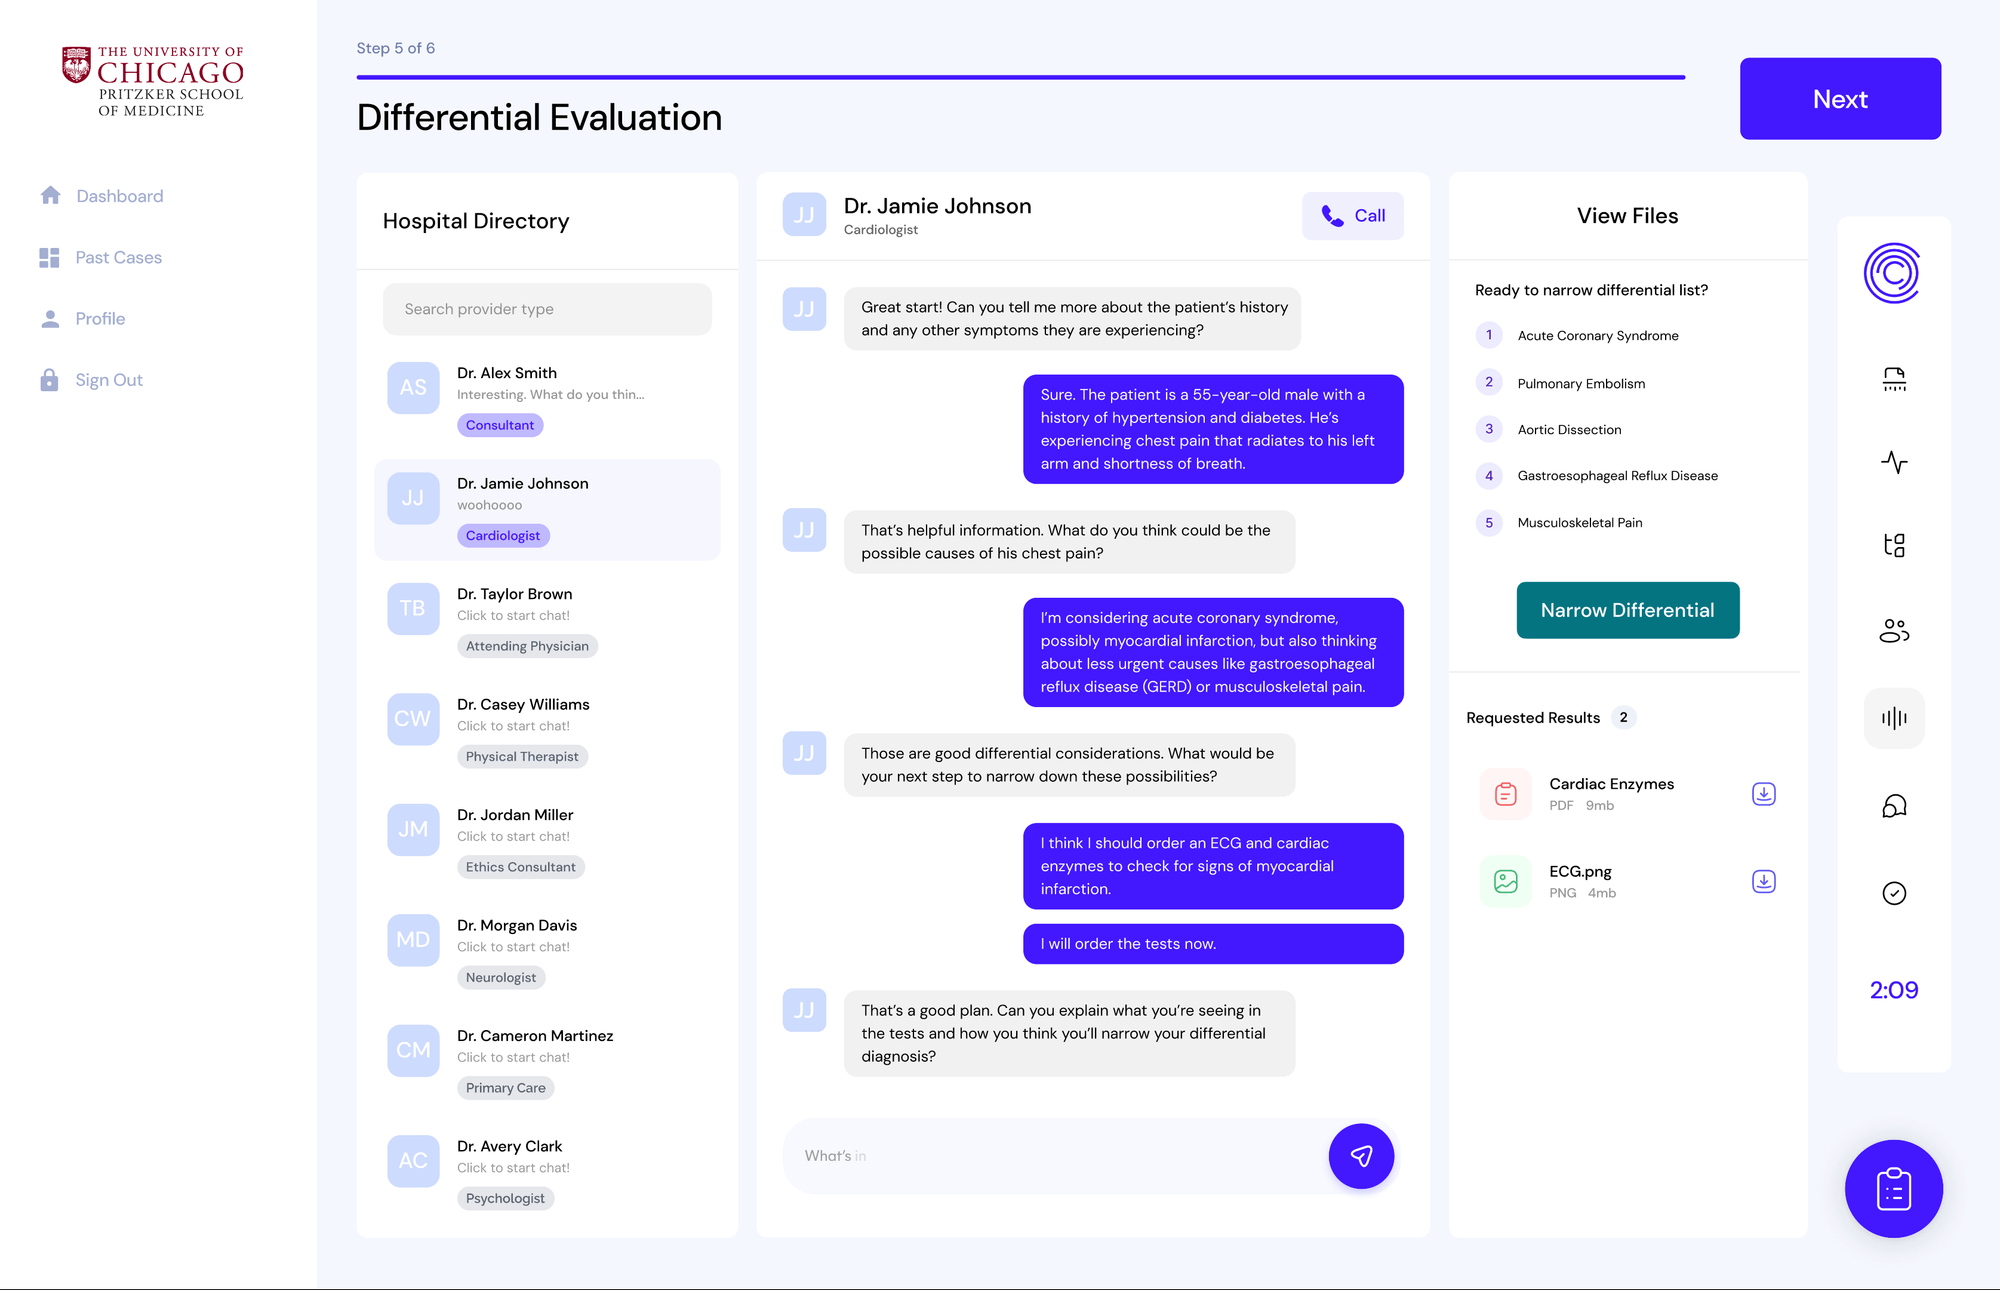 THE UNIVERSITY OF
CHICAGO
PRITZKER SCHOOL
OF MEDICINE
Dashboard
Past Cases
Profile
Sign Out
Step 5 of 6
Differential Evaluation
Next
Hospital Directory
Search provider type
AS
Dr. Alex Smith
Interesting. What do you thin...
Consultant
JJ
Dr. Jamie Johnson
woohoooo
Cardiologist
TB
Dr. Taylor Brown
Click to start chat!
Attending Physician
CW
Dr. Casey Williams
Click to start chat!
Physical Therapist
JM
Dr. Jordan Miller
Click to start chat!
Ethics Consultant
MD
Dr. Morgan Davis
Click to start chat!
Neurologist
CM
Dr. Cameron Martinez
Click to start chat!
Primary Care
AC
Dr. Avery Clark
Click to start chat!
Psychologist
JJ
Dr. Jamie Johnson
Cardiologist
Call
JJ
Great start! Can you tell me more about the patient's history
and any other symptoms they are experiencing?
Sure. The patient is a 55-year-old male with a
history of hypertension and diabetes. He's
experiencing chest pain that radiates to his left
arm and shortness of breath.
JJ
That's helpful information. What do you think could be the
possible causes of his chest pain?
I'm considering acute coronary syndrome,
possibly myocardial infarction, but also thinking
about less urgent causes like gastroesophageal
reflux disease (GERD) or musculoskeletal pain.
JJ
Those are good differential considerations. What would be
your next step to narrow down these possibilities?
I think I should order an ECG and cardiac
enzymes to check for signs of myocardial
infarction.
I will order the tests now.
JJ
That's a good plan. Can you explain what you're seeing in
the tests and how you think you'll narrow your differential
diagnosis?
What's in
View Files
Ready to narrow differential list?
1 Acute Coronary Syndrome
2 Pulmonary Embolism
3 Aortic Dissection
4 Gastroesophageal Reflux Disease
5 Musculoskeletal Pain
Narrow Differential
Requested Results 2
Cardiac Enzymes
PDF 9mb
ECG.png
PNG 4mb
2:09